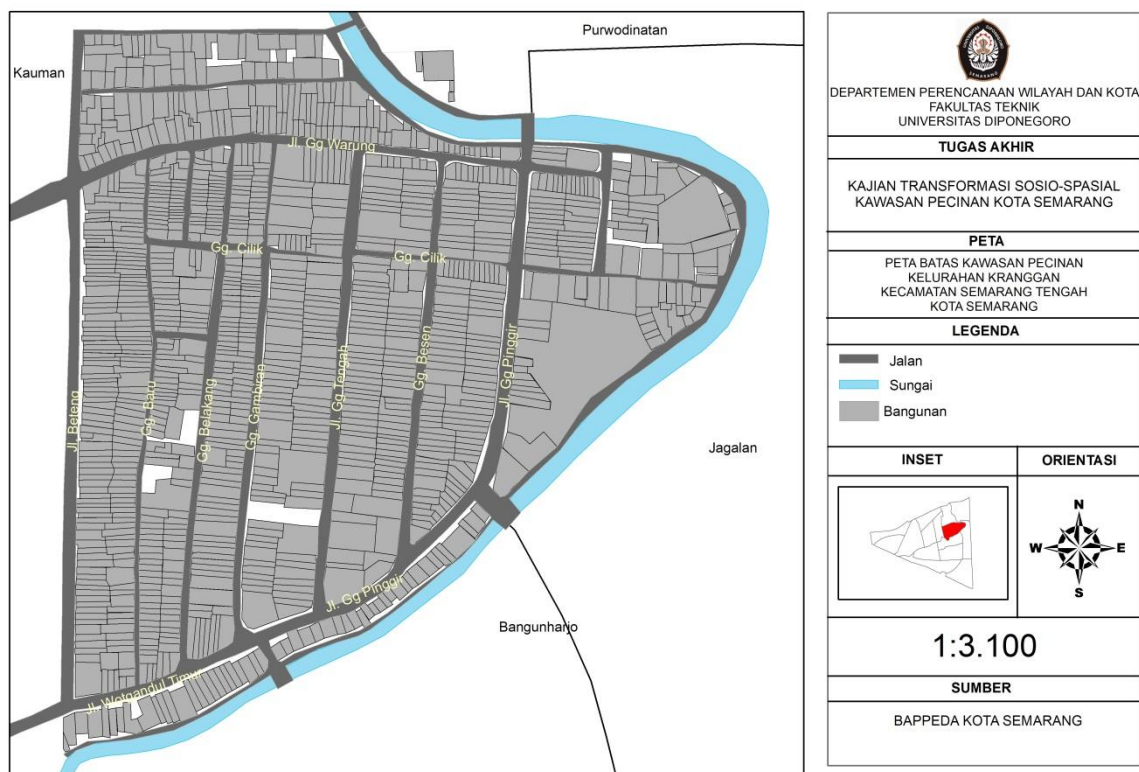 Purwodinatan
Kauman
Jl. Gg Warung
Gg. Cilik
Gg. Cilik
Jl. Beteng
Gg. Baru
Gg. Belakang
Gg. Gambiran
Jl. Gg Tengah
Gg. Besen
Jl. Gg Pinggir
Jagalan
Jl. Gg Pinggir
Bangunharjo
Jl. Wotgandul Timur
UNIVERSITAS DIPONEGORO
SEMARANG
DEPARTEMEN PERENCANAAN WILAYAH DAN KOTA
FAKULTAS TEKNIK
UNIVERSITAS DIPONEGORO
TUGAS AKHIR
KAJIAN TRANSFORMASI SOSIO-SPASIAL
KAWASAN PECINAN KOTA SEMARANG
PETA
PETA BATAS KAWASAN PECINAN
KELURAHAN KRANGGAN
KECAMATAN SEMARANG TENGAH
KOTA SEMARANG
LEGENDA
Jalan
Sungai
Bangunan
INSET
ORIENTASI
N
W E
S
1:3.100
SUMBER
BAPPEDA KOTA SEMARANG